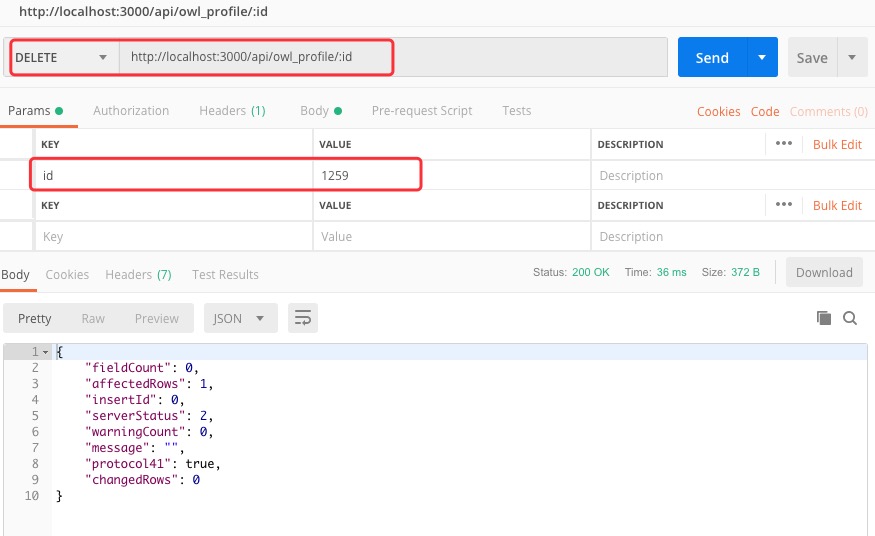 http://localhost:3000/api/owl_profile/:id
DELETE http://localhost:3000/api/owl_profile/:id Send Save
Params Authorization Headers (1) Body Pre-request Script Tests Cookies Code Comments (0)
KEY VALUE DESCRIPTION ••• Bulk Edit
id 1259 Description
KEY VALUE DESCRIPTION ••• Bulk Edit
Key Value Description
Body Cookies Headers (7) Test Results Status: 200 OK Time: 36 ms Size: 372 B Download
Pretty Raw Preview JSON
1 {
2 "fieldCount": 0,
3 "affectedRows": 1,
4 "insertId": 0,
5 "serverStatus": 2,
6 "warningCount": 0,
7 "message": "",
8 "protocol41": true,
9 "changedRows": 0
10 }